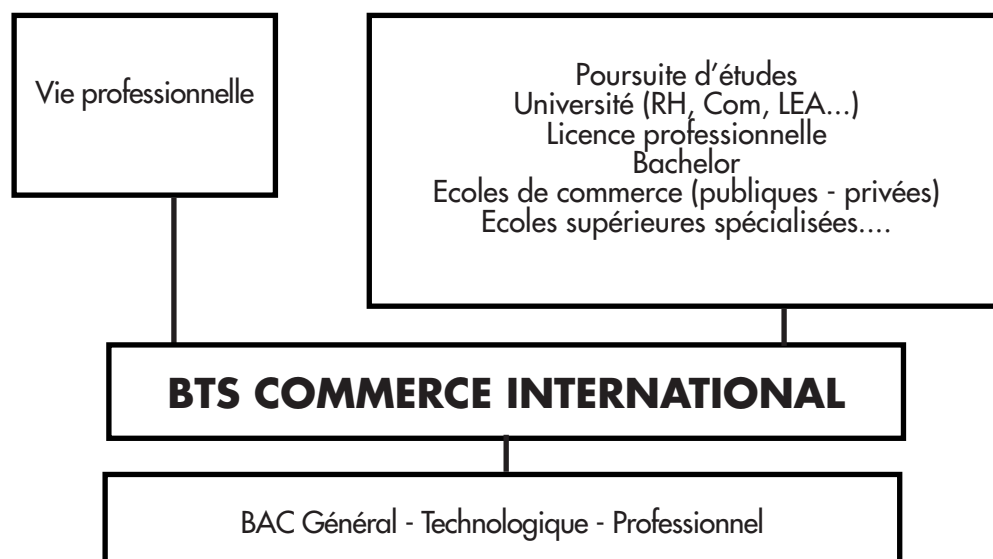 Vie professionnelle
Poursuite d'études
Université (RH, Com, LEA...)
Licence professionnelle
Bachelor
Ecoles de commerce (publiques - privées)
Ecoles supérieures spécialisées....
BTS COMMERCE INTERNATIONAL
BAC Général - Technologique - Professionnel